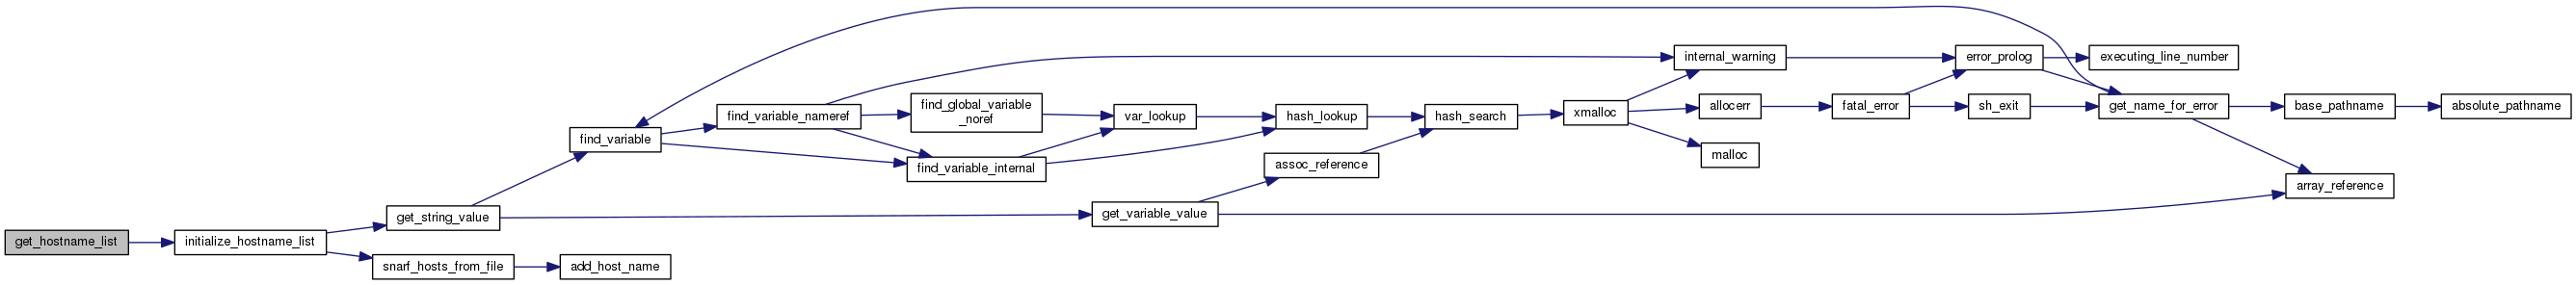 get_hostname_list
initialize_hostname_list
get_string_value
snarf_hosts_from_file
find_variable
add_host_name
find_variable_nameref
find_global_variable
_noref
find_variable_internal
var_lookup
get_variable_value
hash_lookup
assoc_reference
hash_search
xmalloc
internal_warning
allocerr
malloc
fatal_error
error_prolog
sh_exit
executing_line_number
get_name_for_error
base_pathname
array_reference
absolute_pathname